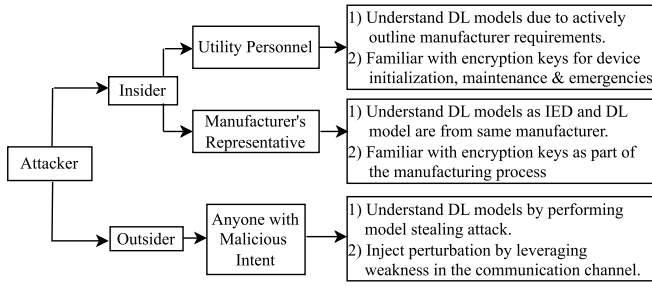 Attacker
Insider
Utility Personnel
1) Understand DL models due to actively
outline manufacturer requirements.
2) Familiar with encryption keys for device
initialization, maintenance & emergencies
Manufacturer's
Representative
1) Understand DL models as IED and DL
model are from same manufacturer.
2) Familiar with encryption keys as part of
the manufacturing process
Outsider
Anyone with
Malicious
Intent
1) Understand DL models by performing
model stealing attack.
2) Inject perturbation by leveraging
weakness in the communication channel.